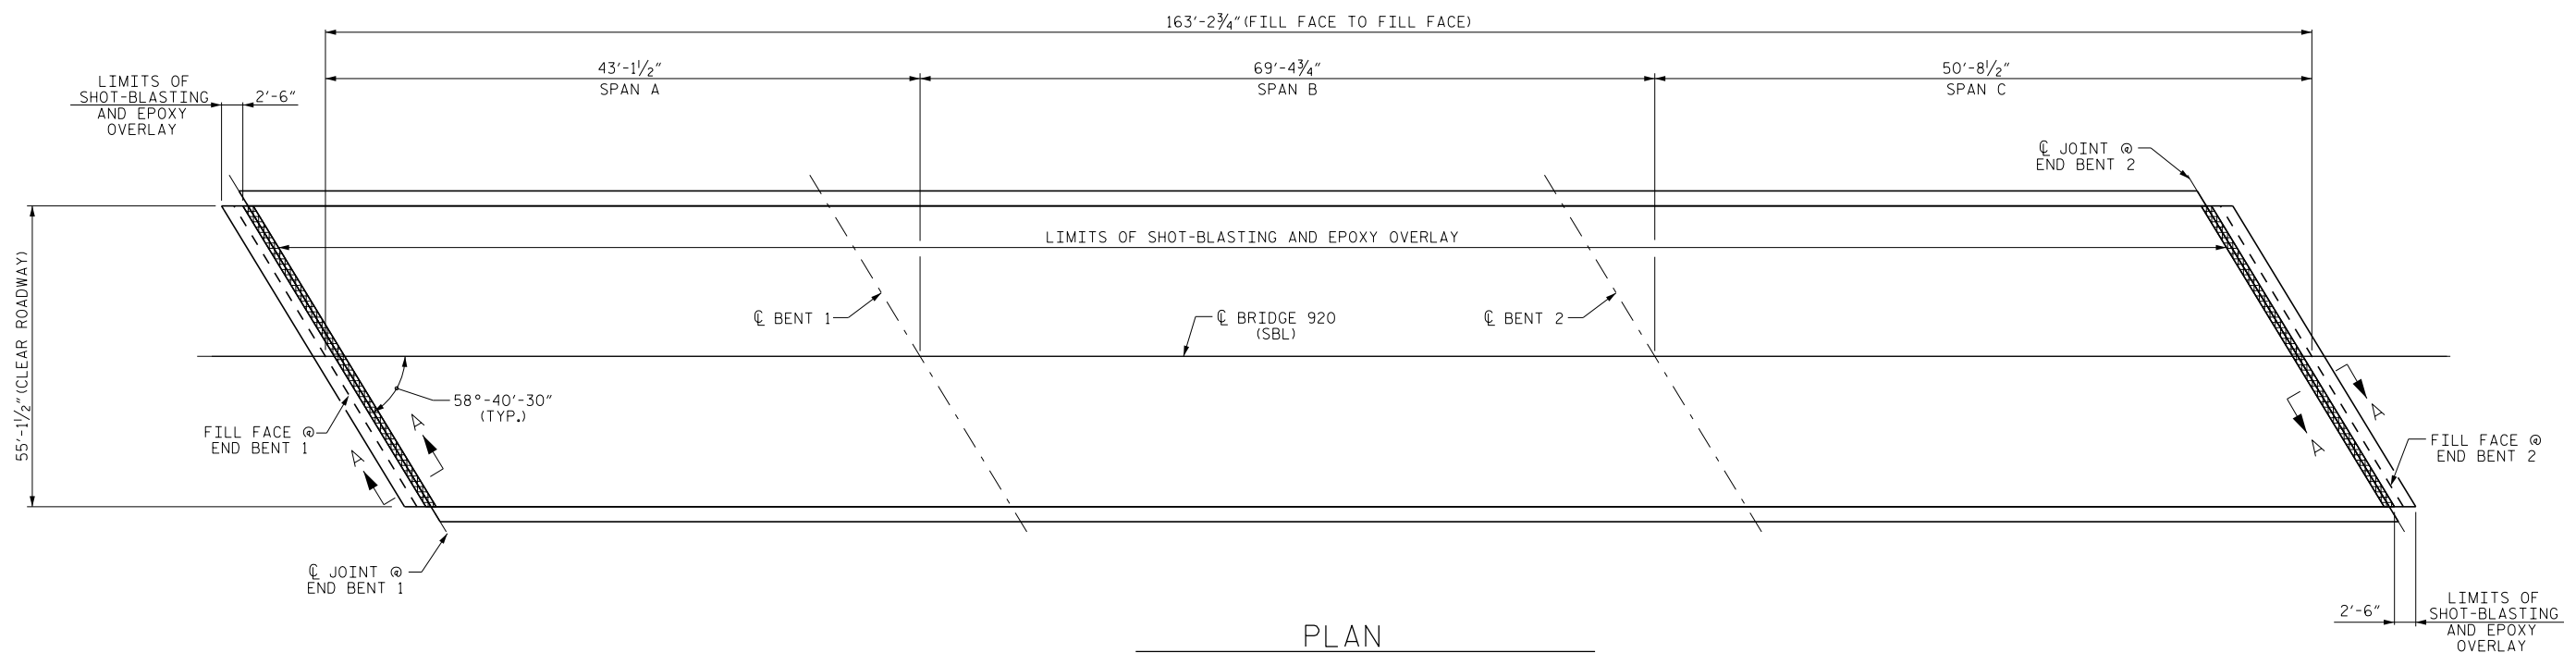 163'-2¾" (FILL FACE TO FILL FACE)
43'-1½"
SPAN A
69'-4¾"
SPAN B
50'-8½"
SPAN C
LIMITS OF
SHOT-BLASTING
AND EPOXY
OVERLAY
2'-6"
℄ JOINT @
END BENT 2
LIMITS OF SHOT-BLASTING AND EPOXY OVERLAY
55'-1½" (CLEAR ROADWAY)
℄ BENT 1
℄ BRIDGE 920
(SBL)
℄ BENT 2
58°-40'-30"
(TYP.)
FILL FACE @
END BENT 1
A
A
A
A
FILL FACE @
END BENT 2
℄ JOINT @
END BENT 1
2'-6"
LIMITS OF
SHOT-BLASTING
AND EPOXY
OVERLAY
PLAN